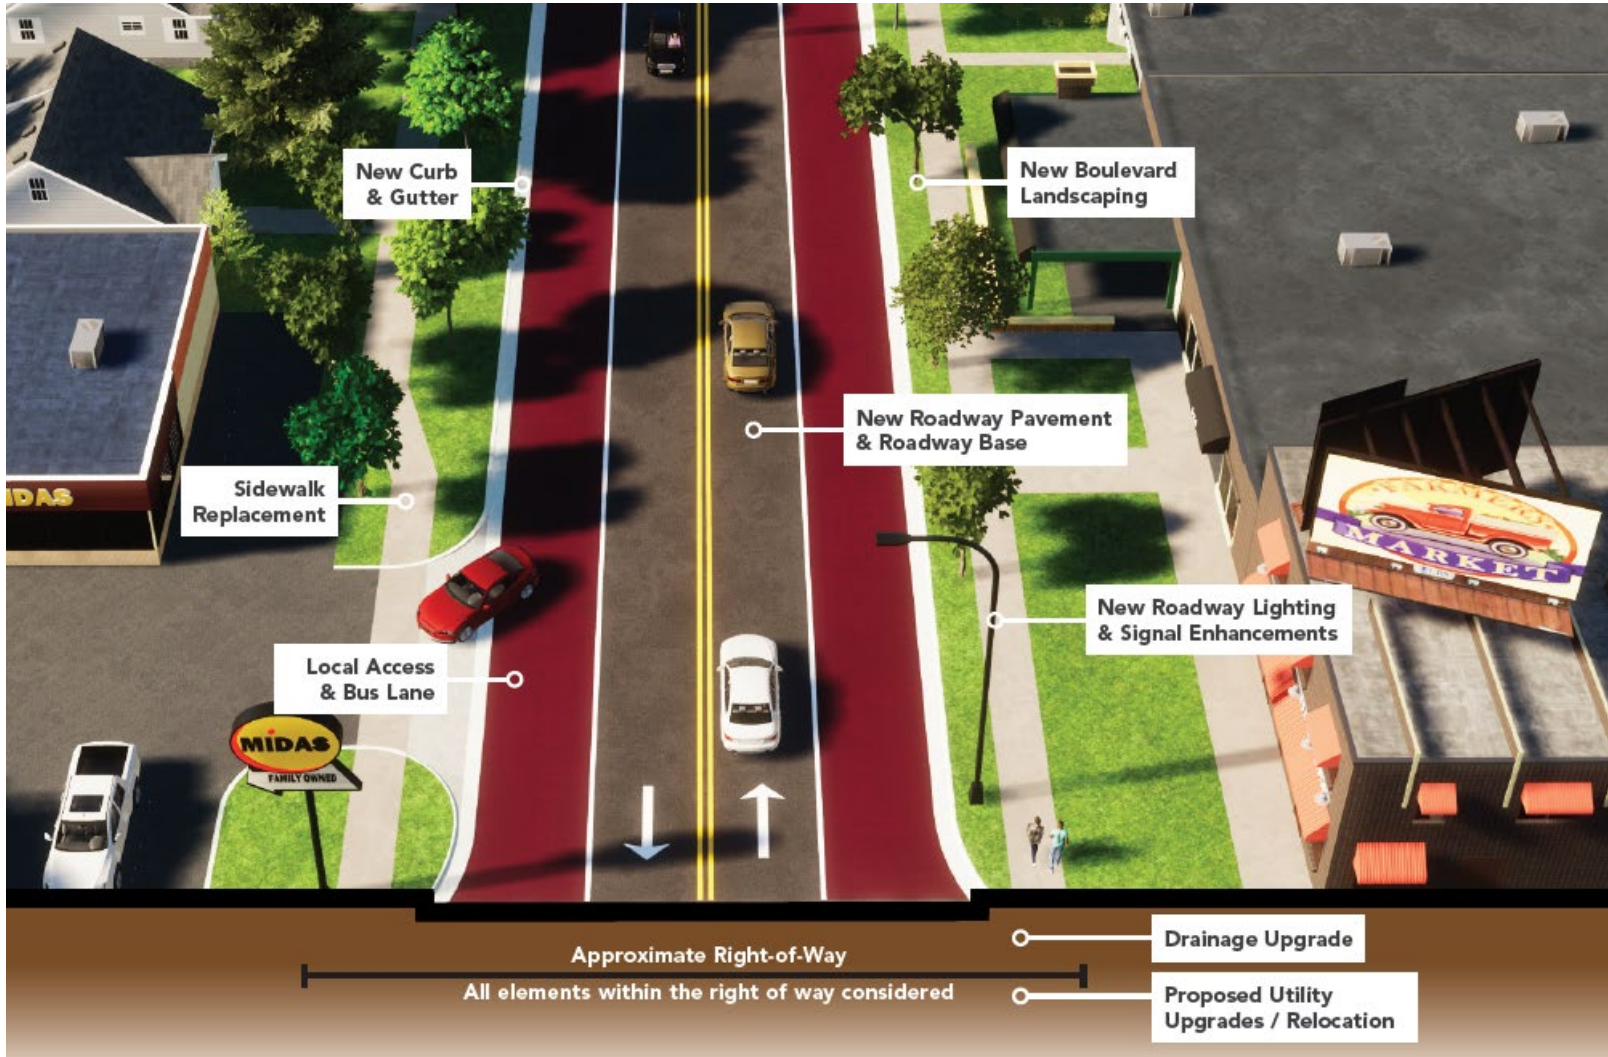 New Curb
& Gutter
New Boulevard
Landscaping
New Roadway Pavement
& Roadway Base
Sidewalk
Replacement
IDAS
FARMERS
MARKET
New Roadway Lighting
& Signal Enhancements
Local Access
& Bus Lane
MIDAS
FAMILY OWNED
Approximate Right-of-Way
All elements within the right of way considered
Drainage Upgrade
Proposed Utility
Upgrades / Relocation